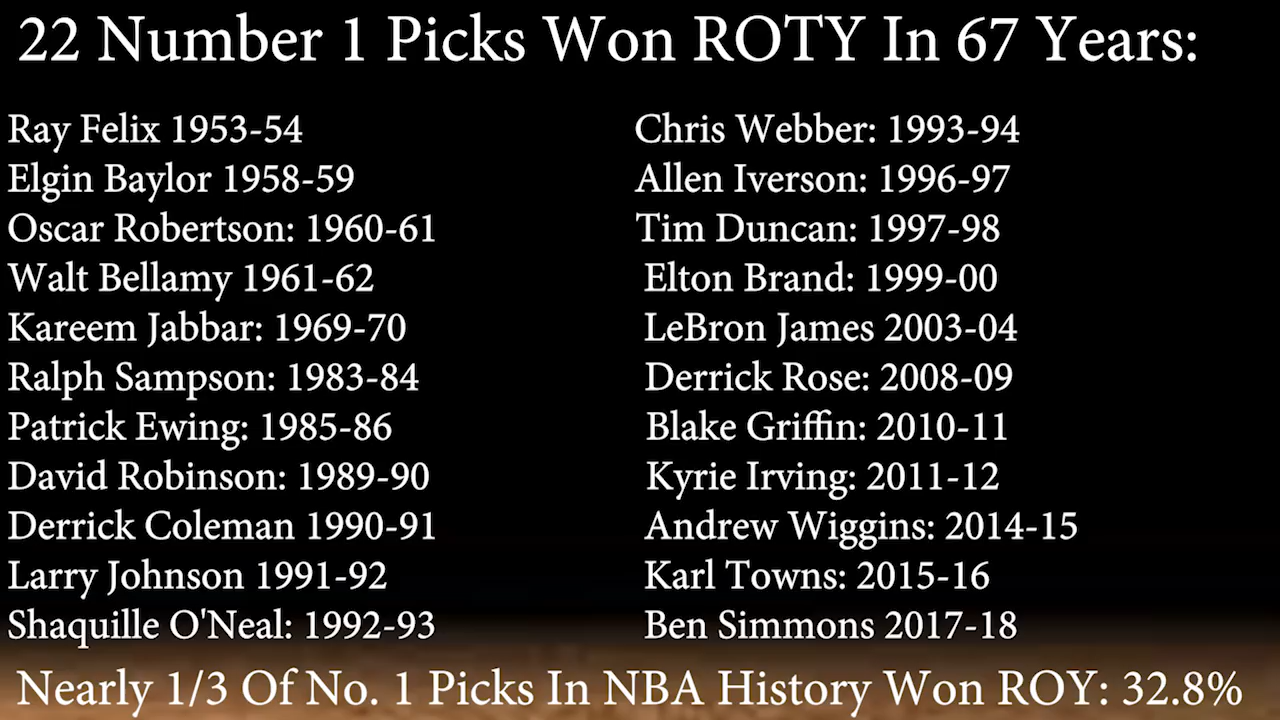 22 Number 1 Picks Won ROTY In 67 Years:
Ray Felix 1953-54
Elgin Baylor 1958-59
Oscar Robertson: 1960-61
Walt Bellamy 1961-62
Kareem Jabbar: 1969-70
Ralph Sampson: 1983-84
Patrick Ewing: 1985-86
David Robinson: 1989-90
Derrick Coleman 1990-91
Larry Johnson 1991-92
Shaquille O'Neal: 1992-93
Chris Webber: 1993-94
Allen Iverson: 1996-97
Tim Duncan: 1997-98
Elton Brand: 1999-00
LeBron James 2003-04
Derrick Rose: 2008-09
Blake Griffin: 2010-11
Kyrie Irving: 2011-12
Andrew Wiggins: 2014-15
Karl Towns: 2015-16
Ben Simmons 2017-18
Nearly 1/3 Of No. 1 Picks In NBA History Won ROY: 32.8%